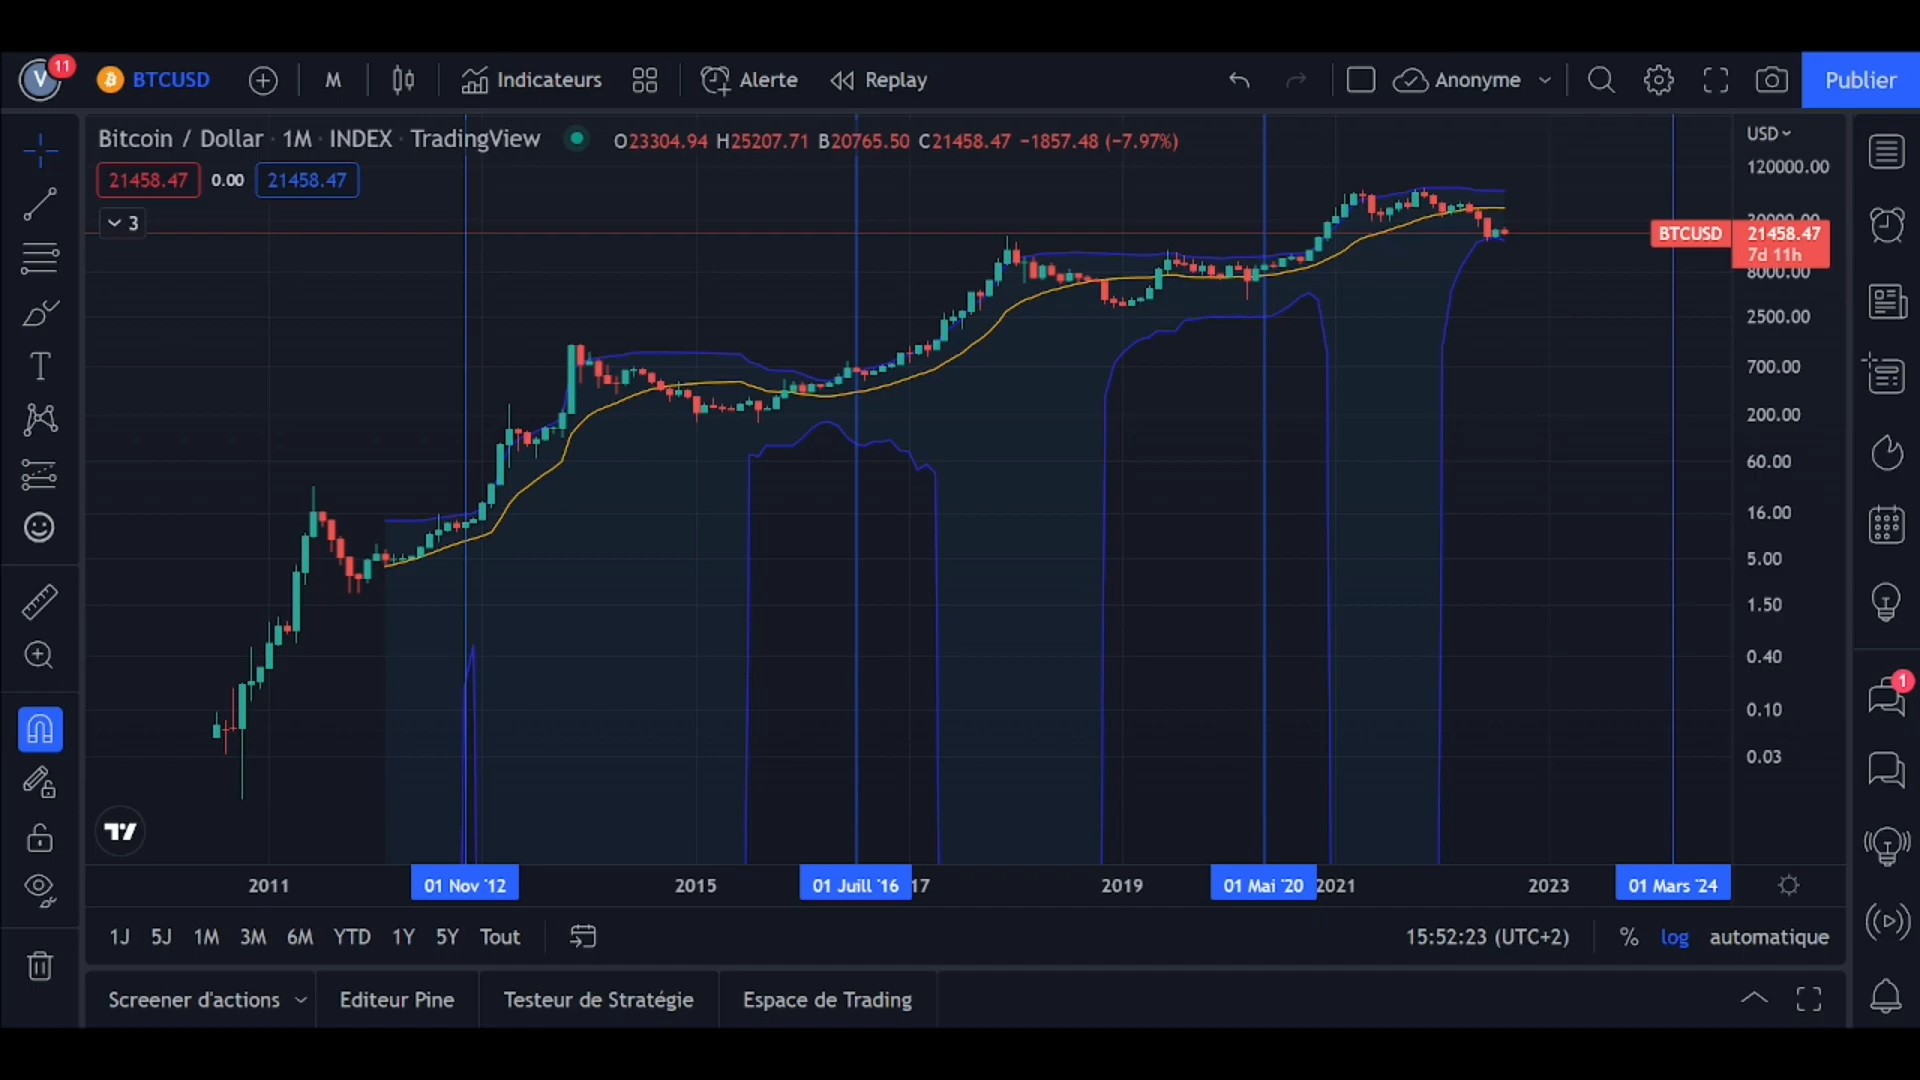 V 11 BTCUSD M Indicateurs Alerte Replay Anonyme Publier
Bitcoin / Dollar · 1M · INDEX · TradingView O23304.94 H25207.71 B20765.50 C21458.47 −1857.48 (−7.97%)
USD
21458.47 0.00 21458.47
3
120000.00
BTCUSD 21458.47
7d 11h
8000.00
2500.00
700.00
200.00
60.00
16.00
5.00
1.50
0.40
0.10
0.03
1
2011 01 Nov '12 2015 01 Juill '16 17 2019 01 Mai '20 2021 2023 01 Mars '24
1J 5J 1M 3M 6M YTD 1Y 5Y Tout 15:52:23 (UTC+2) % log automatique
Screener d'actions Editeur Pine Testeur de Stratégie Espace de Trading